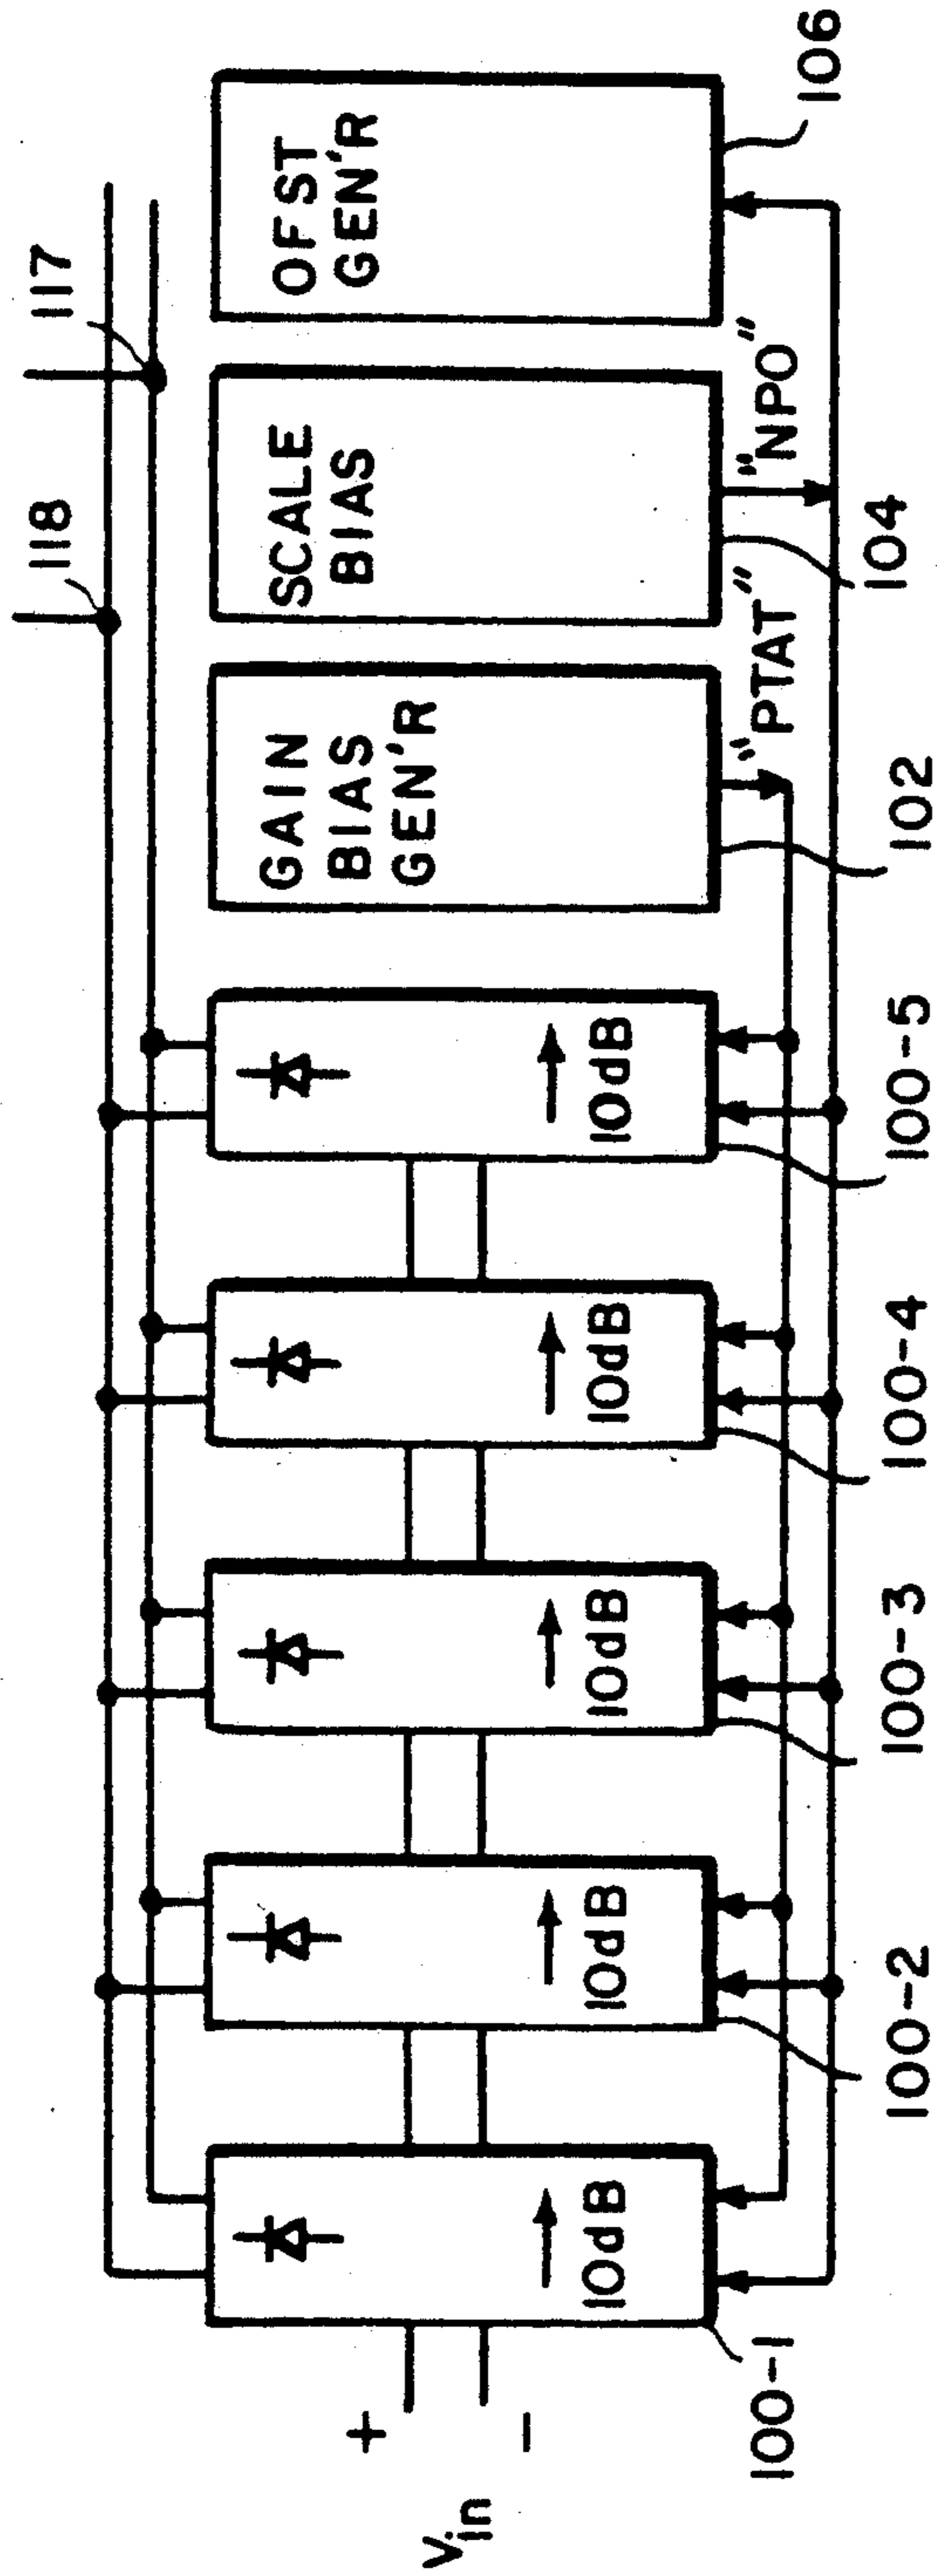 118
117
GAIN
BIAS
GEN'R
SCALE
BIAS
OFST
GEN'R
+
Vin
−
10dB
10dB
10dB
10dB
10dB
"PTAT"
"NPO"
100-1
100-2
100-3
100-4
100-5
102
104
106